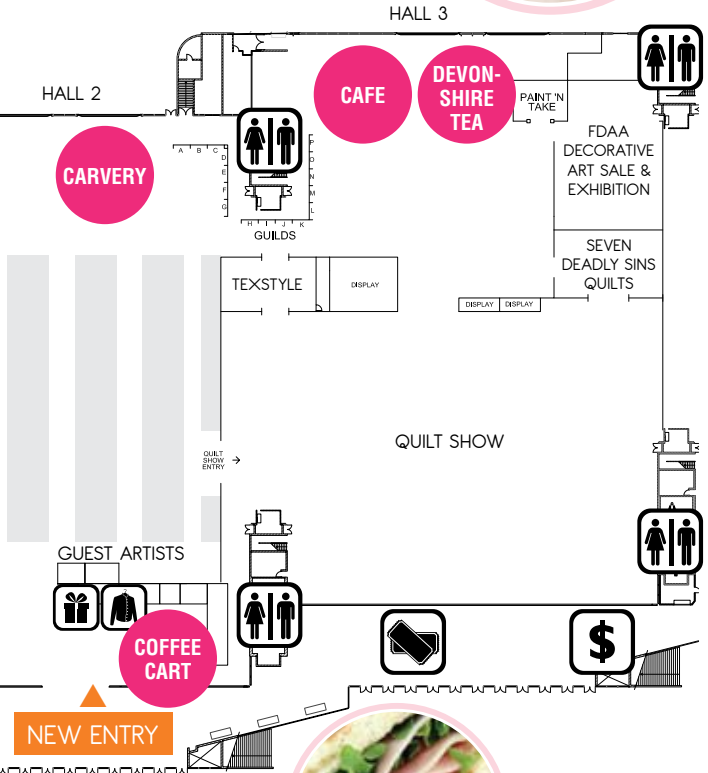 HALL 3
HALL 2
CAFE
DEVON-
SHIRE
TEA
PAINT 'N
TAKE
CARVERY
A B C
D
E
F
G
H I J K
P
O
N
M
L
GUILDS
FDAA
DECORATIVE
ART SALE &
EXHIBITION
SEVEN
DEADLY SINS
QUILTS
TEXSTYLE
DISPLAY
DISPLAY
DISPLAY
QUILT SHOW
QUILT
SHOW
ENTRY →
GUEST ARTISTS
COFFEE
CART
$
NEW ENTRY